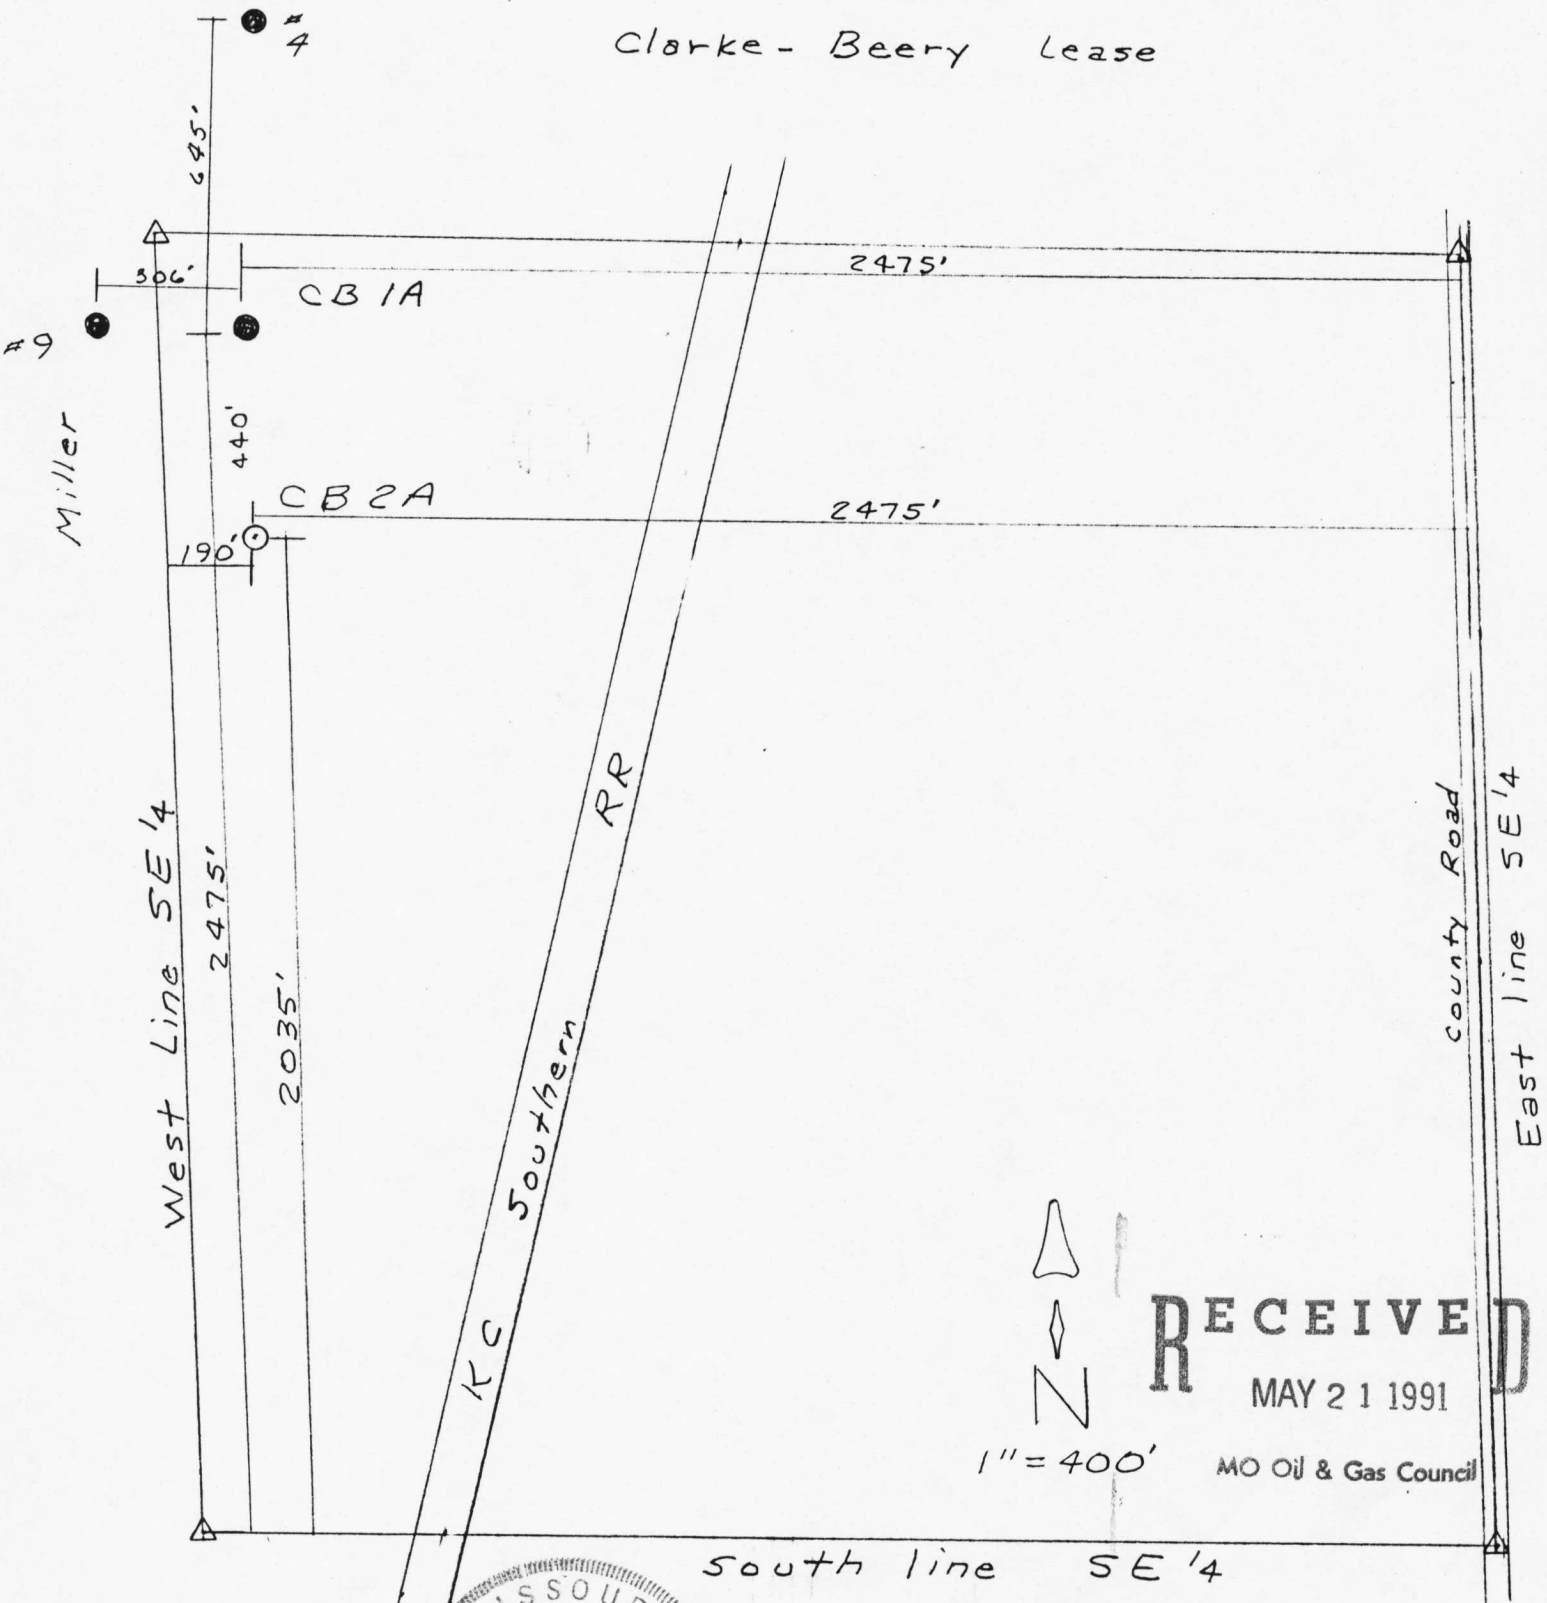 # 4
Clarke - Beery Lease
645'
306'
2475'
CB 1A
#9
Miller
440'
CB 2A
2475'
190'
West Line SE 1/4
2475'
2035'
KC Southern RR
County Road
East line SE 1/4
N
1" = 400'
RECEIVED
MAY 21 1991
MO Oil & Gas Council
South line SE 1/4